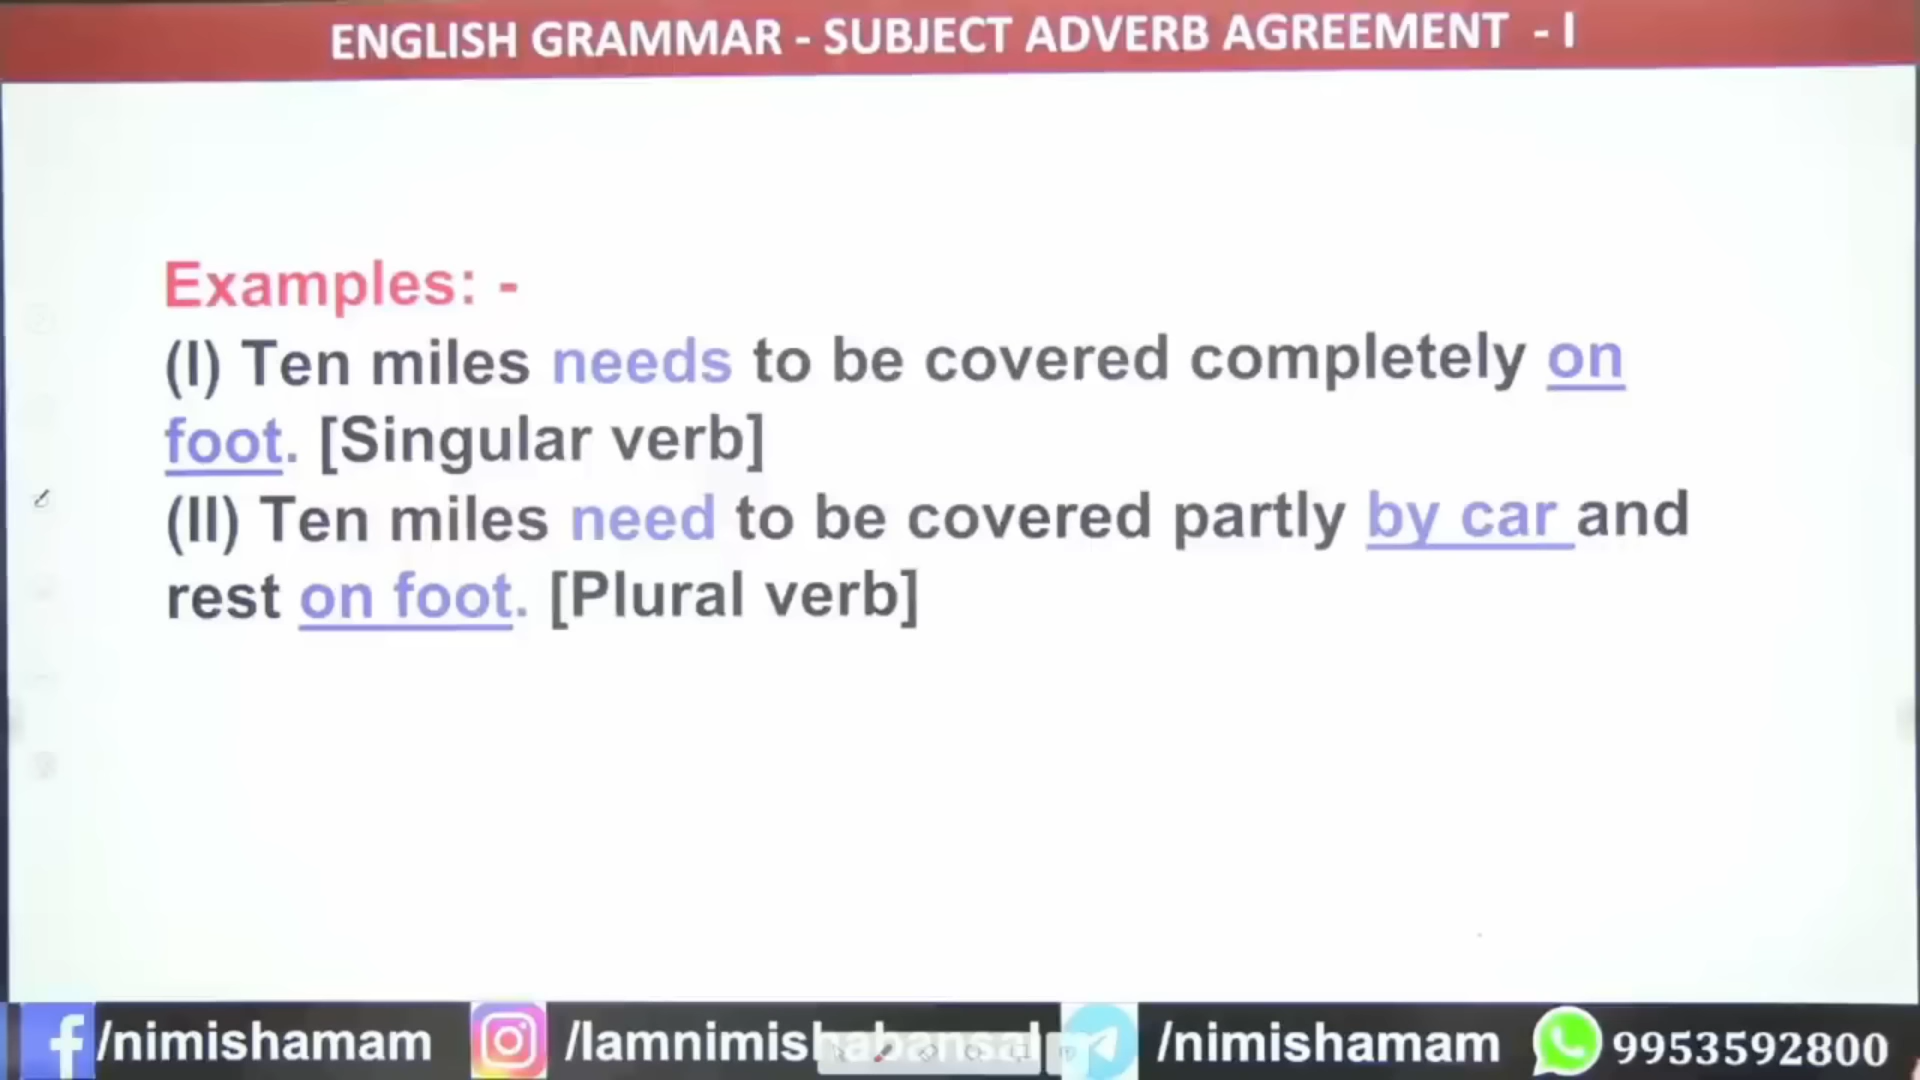 ENGLISH GRAMMAR - SUBJECT ADVERB AGREEMENT - I
Examples: -
(I) Ten miles needs to be covered completely on
foot. [Singular verb]
(II) Ten miles need to be covered partly by car and
rest on foot. [Plural verb]
/nimishamam /Iamnimishabansal /nimishamam 9953592800